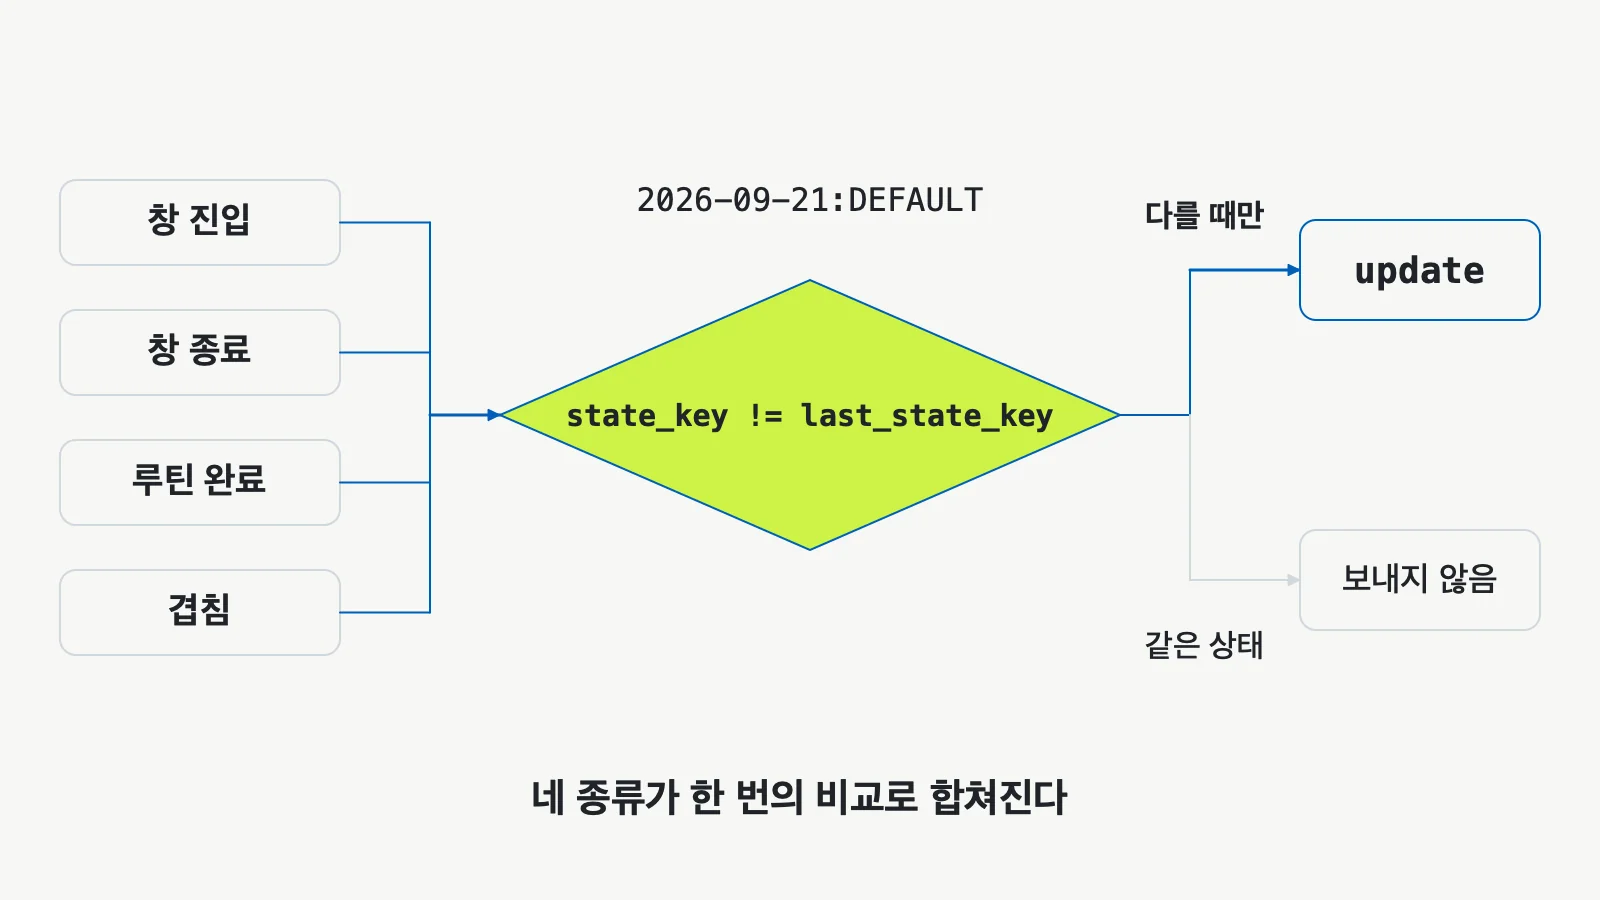 창 진입
창 종료
루틴 완료
겹침
2026-09-21:DEFAULT
state_key != last_state_key
다를 때만
update
보내지 않음
같은 상태
네 종류가 한 번의 비교로 합쳐진다